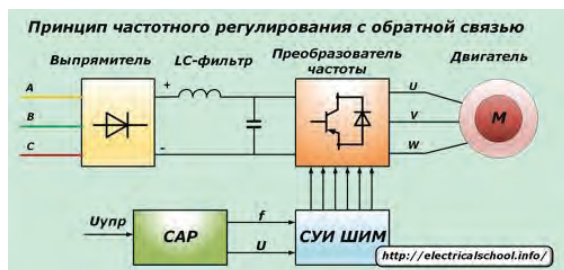 Принцип частотного регулирования с обратной связью
Выпрямитель
LC-фильтр
Преобразователь
частоты
Двигатель
A
B
C
+
-
U
V
W
M
Uупр
САР
f
U
СУИ ШИМ
http://electricalschool.info/